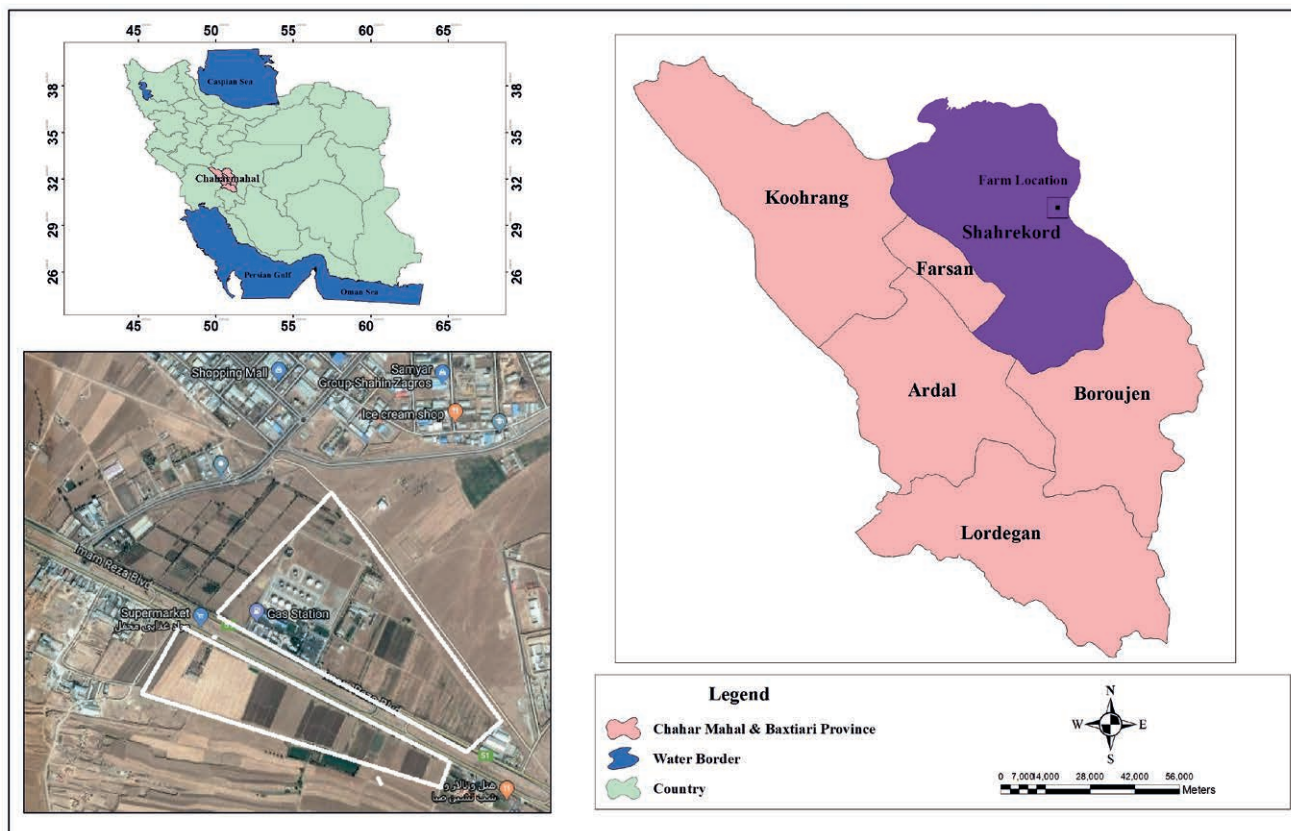 45 50 55 60 65
38
35
32
29
26
Caspian Sea
Chaharmahal
Persian Gulf
Oman Sea
45 50 55 60 65
Koohrang
Farm Location
Shahrekord
Farsan
Ardal
Boroujen
Lordegan
38
35
32
29
26
Shopping Mall
Samyar
Group-Shahin Zagros
Ice cream shop
Imam Reza Blvd
Supermarket
Gas Station
51
Legend
Chahar Mahal & Baxtiari Province
Water Border
Country
N
W E
S
0 7,00014,000 28,000 42,000 56,000
Meters